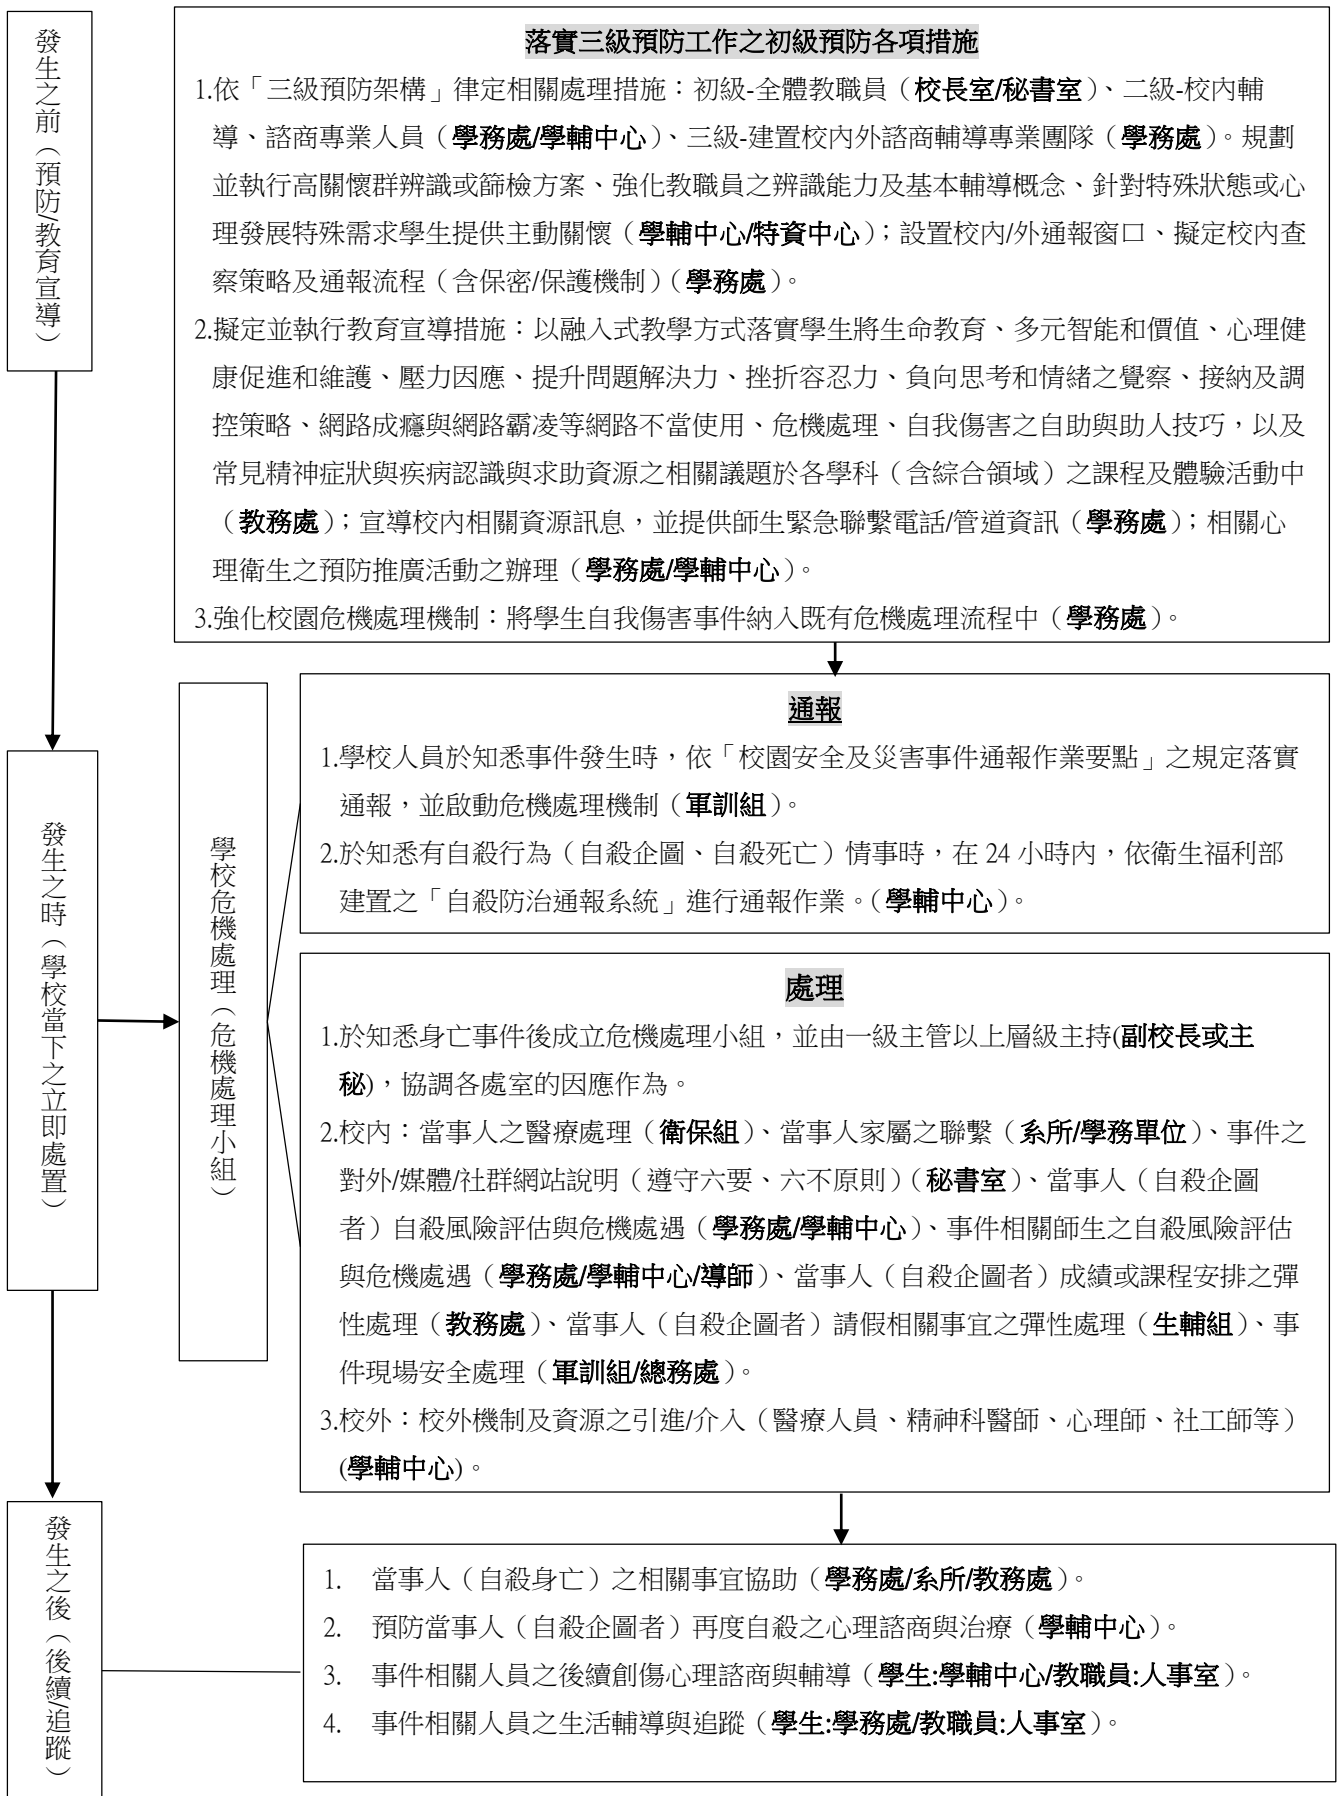 發生之前（預防/教育宣導）
落實三級預防工作之初級預防各項措施
1.依「三級預防架構」律定相關處理措施：初級-全體教職員（校長室/秘書室）、二級-校內輔
導、諮商專業人員（學務處/學輔中心）、三級-建置校內外諮商輔導專業團隊（學務處）。規劃
並執行高關懷群辨識或篩檢方案、強化教職員之辨識能力及基本輔導概念、針對特殊狀態或心
理發展特殊需求學生提供主動關懷（學輔中心/特資中心）；設置校內/外通報窗口、擬定校內查
察策略及通報流程（含保密/保護機制）（學務處）。
2.擬定並執行教育宣導措施：以融入式教學方式落實學生將生命教育、多元智能和價值、心理健
康促進和維護、壓力因應、提升問題解決力、挫折容忍力、負向思考和情緒之覺察、接納及調
控策略、網路成癮與網路霸凌等網路不當使用、危機處理、自我傷害之自助與助人技巧，以及
常見精神症狀與疾病認識與求助資源之相關議題於各學科（含綜合領域）之課程及體驗活動中
（教務處）；宣導校內相關資源訊息，並提供師生緊急聯繫電話/管道資訊（學務處）；相關心
理衛生之預防推廣活動之辦理（學務處/學輔中心）。
3.強化校園危機處理機制：將學生自我傷害事件納入既有危機處理流程中（學務處）。
發生之時（學校當下之立即處置）
學校危機處理（危機處理小組）
通報
1.學校人員於知悉事件發生時，依「校園安全及災害事件通報作業要點」之規定落實
通報，並啟動危機處理機制（軍訓組）。
2.於知悉有自殺行為（自殺企圖、自殺死亡）情事時，在 24 小時內，依衛生福利部
建置之「自殺防治通報系統」進行通報作業。（學輔中心）。
處理
1.於知悉身亡事件後成立危機處理小組，並由一級主管以上層級主持(副校長或主
秘)，協調各處室的因應作為。
2.校內：當事人之醫療處理（衛保組）、當事人家屬之聯繫（系所/學務單位）、事件之
對外/媒體/社群網站說明（遵守六要、六不原則）（秘書室）、當事人（自殺企圖
者）自殺風險評估與危機處遇（學務處/學輔中心）、事件相關師生之自殺風險評估
與危機處遇（學務處/學輔中心/導師）、當事人（自殺企圖者）成績或課程安排之彈
性處理（教務處）、當事人（自殺企圖者）請假相關事宜之彈性處理（生輔組）、事
件現場安全處理（軍訓組/總務處）。
3.校外：校外機制及資源之引進/介入（醫療人員、精神科醫師、心理師、社工師等）
(學輔中心)。
發生之後（後續/追蹤）
1. 當事人（自殺身亡）之相關事宜協助（學務處/系所/教務處）。
2. 預防當事人（自殺企圖者）再度自殺之心理諮商與治療（學輔中心）。
3. 事件相關人員之後續創傷心理諮商與輔導（學生:學輔中心/教職員:人事室）。
4. 事件相關人員之生活輔導與追蹤（學生:學務處/教職員:人事室）。